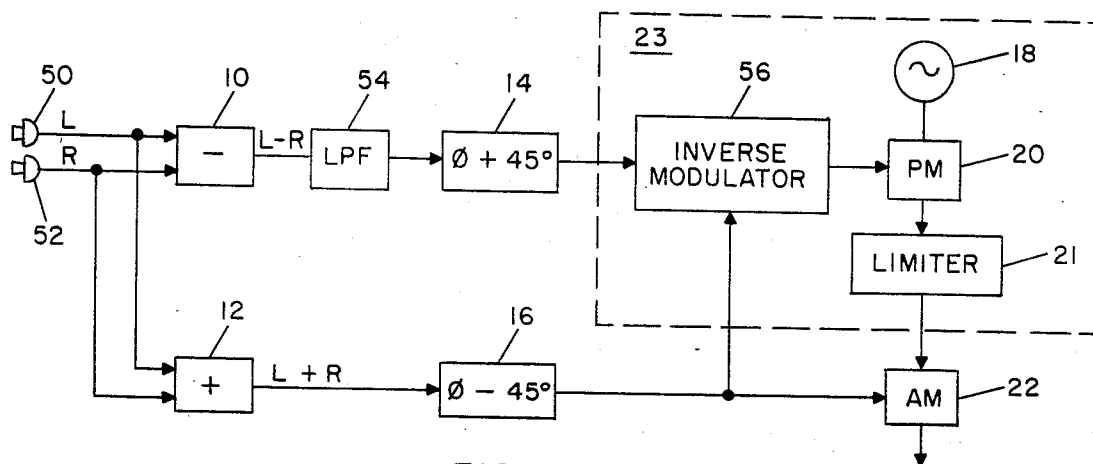 23
18
50
10
54
14
56
L
L-R
R
−
LPF
Ø + 45°
INVERSE
MODULATOR
PM
20
52
LIMITER
21
12
16
L + R
+
Ø − 45°
AM
22